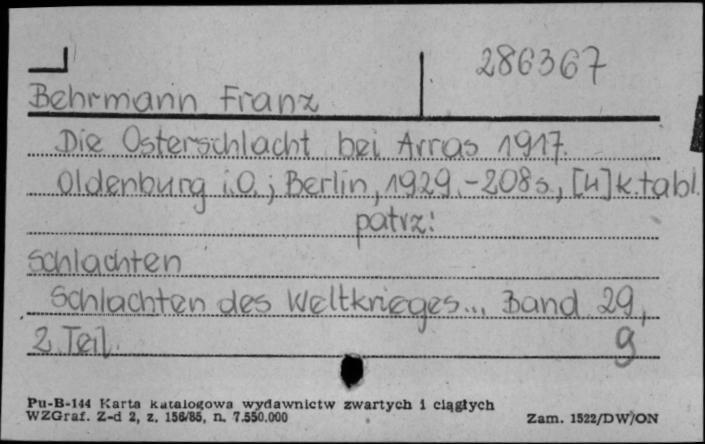 286367
Behrmann Franz
Die Osterschlacht bei Arras 1917.
Oldenburg i.O.; Berlin, 1929.-208s., [4] k.tabl.
patrz:
Schlachten
Schlachten des Weltkrieges... Band 29,
2 Teil. 9
Pu-B-144 Karta katalogowa wydawnictw zwartych i ciągłych
WZGraf. Z-d 2, z. 156/85, n. 7.550.000 Zam. 1522/DW/ON